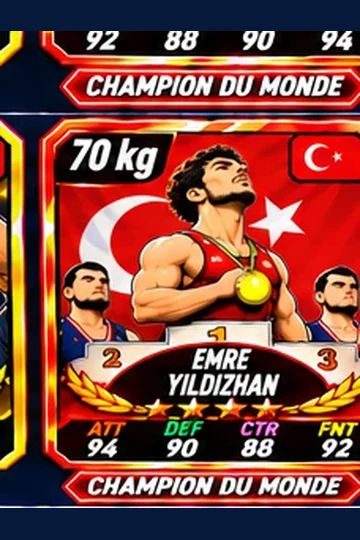 92 88 90 94
CHAMPION DU MONDE
70 kg
1
2 3
EMRE
YILDIZHAN
ATT DEF CTR FNT
94 90 88 92
CHAMPION DU MONDE